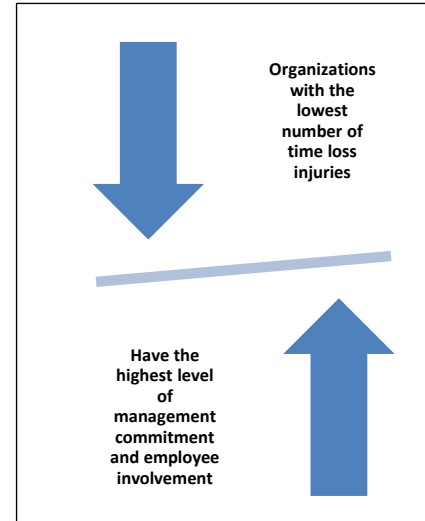 Organizations
with the
lowest
number of
time loss
injuries
Have the
highest level
of
management
commitment
and employee
involvement